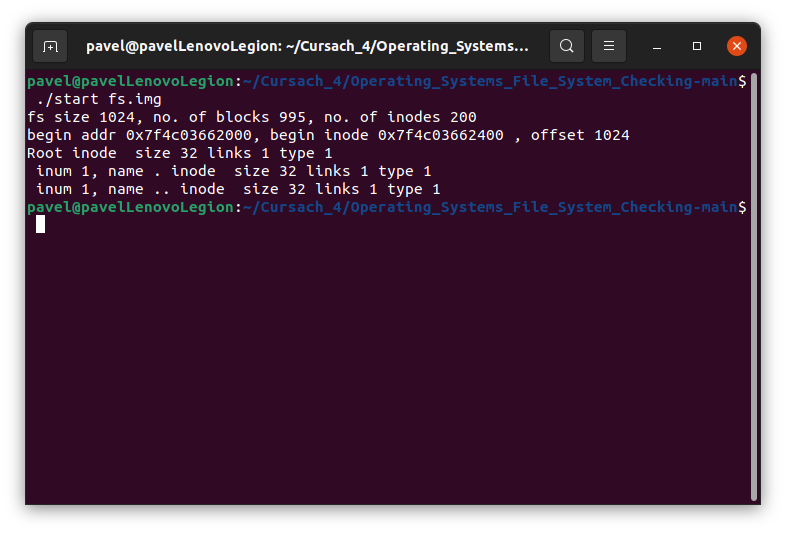 pavel@pavelLenovoLegion: ~/Cursach_4/Operating_Systems...
pavel@pavelLenovoLegion:~/Cursach_4/Operating_Systems_File_System_Checking-main$
./start fs.img
fs size 1024, no. of blocks 995, no. of inodes 200
begin addr 0x7f4c03662000, begin inode 0x7f4c03662400 , offset 1024
Root inode  size 32 links 1 type 1
inum 1, name . inode  size 32 links 1 type 1
inum 1, name .. inode  size 32 links 1 type 1
pavel@pavelLenovoLegion:~/Cursach_4/Operating_Systems_File_System_Checking-main$